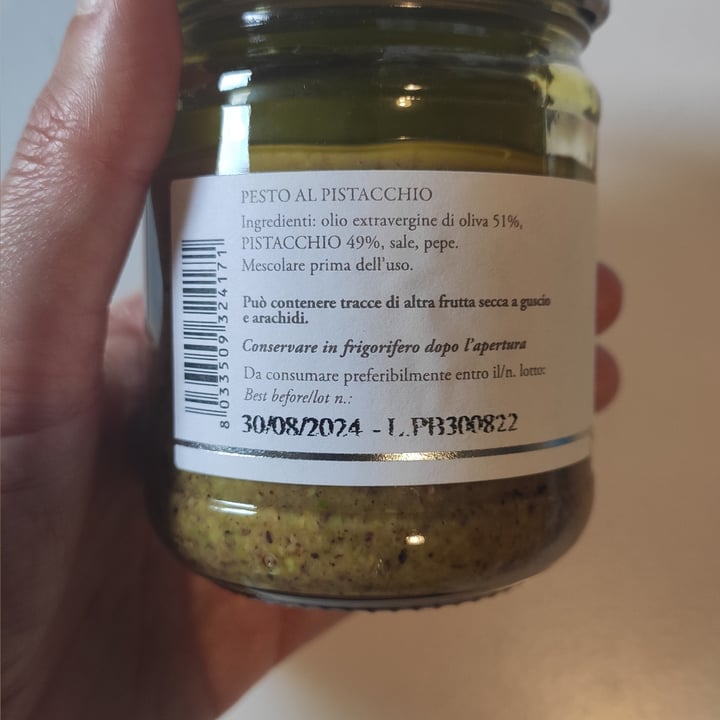 PESTO AL PISTACCHIO
Ingredienti: olio extravergine di oliva 51%,
PISTACCHIO 49%, sale, pepe.
Mescolare prima dell'uso.
Può contenere tracce di altra frutta secca a guscio
e arachidi.
Conservare in frigorifero dopo l'apertura
Da consumare preferibilmente entro il/n. lotto:
Best before/lot n.:
30/08/2024 - L.PB300822
8 033509 324171